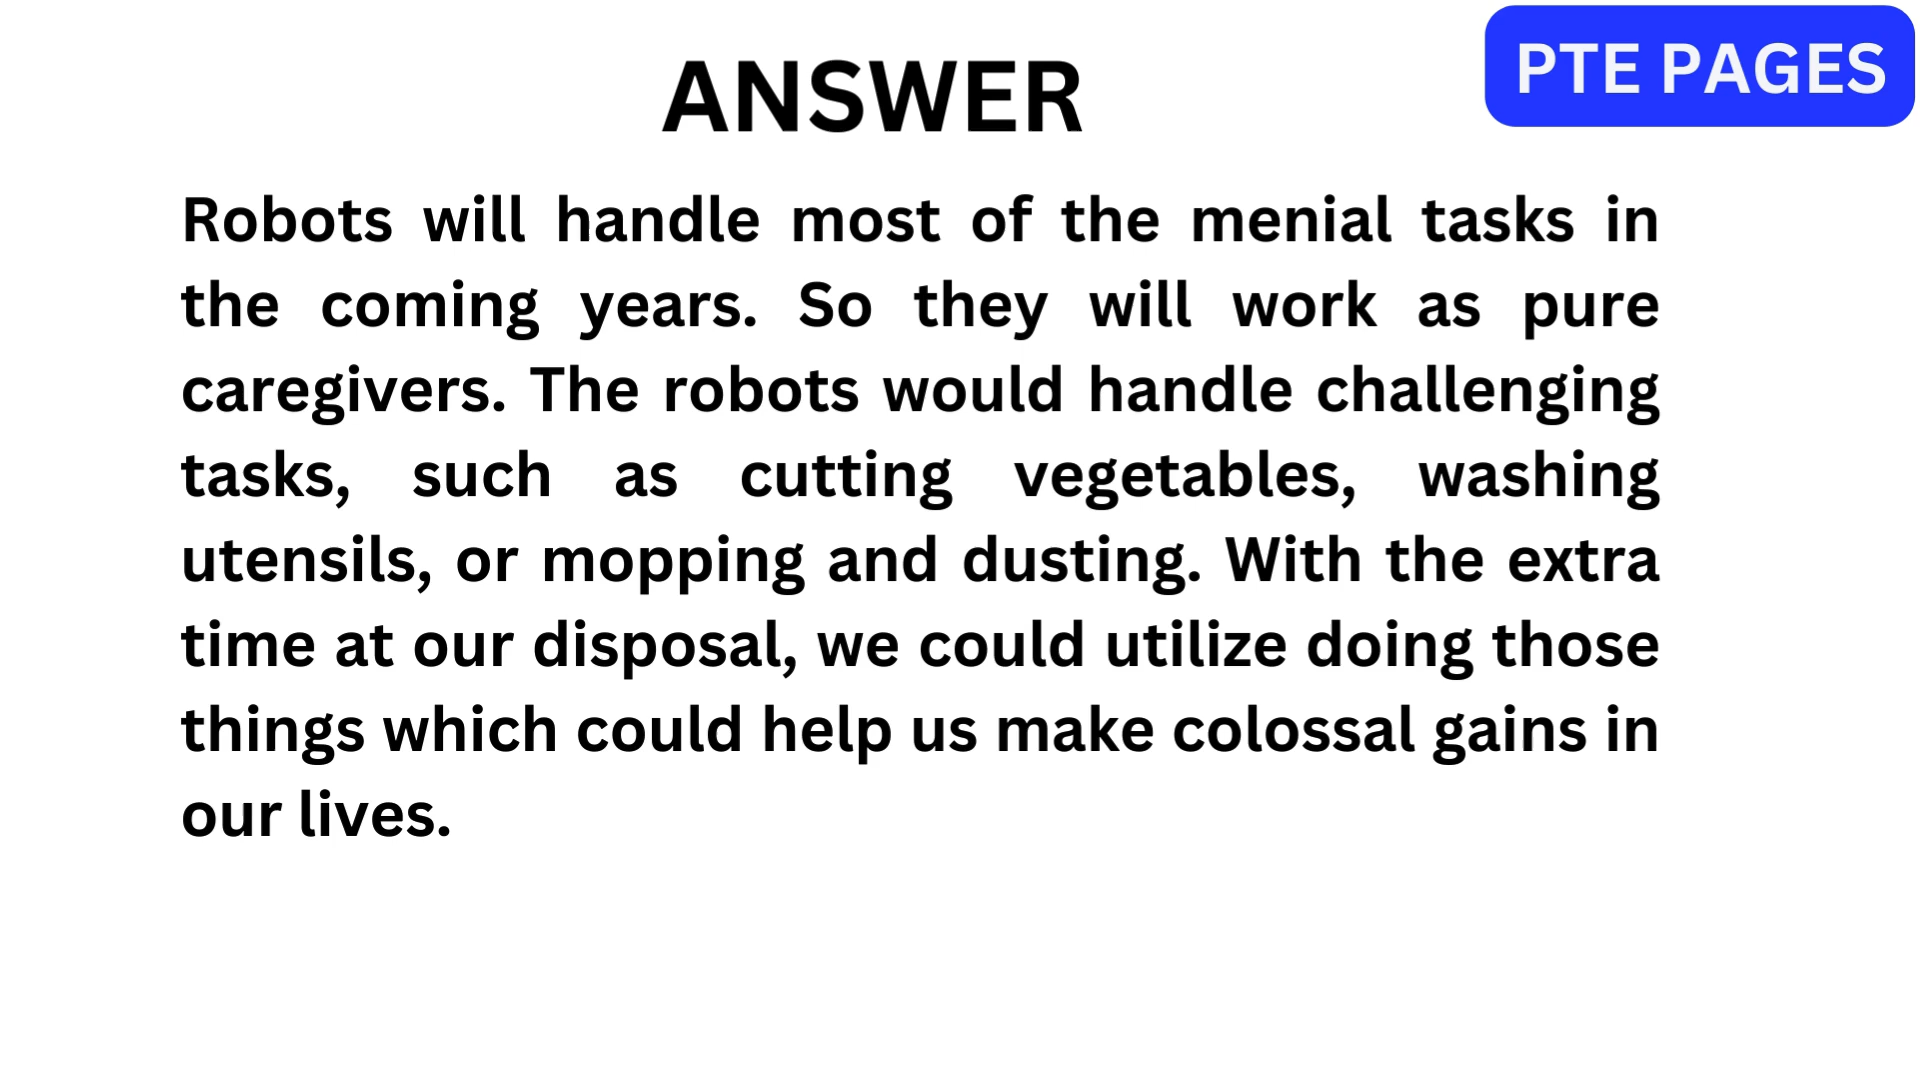 PTE PAGES
ANSWER
Robots will handle most of the menial tasks in
the coming years. So they will work as pure
caregivers. The robots would handle challenging
tasks, such as cutting vegetables, washing
utensils, or mopping and dusting. With the extra
time at our disposal, we could utilize doing those
things which could help us make colossal gains in
our lives.